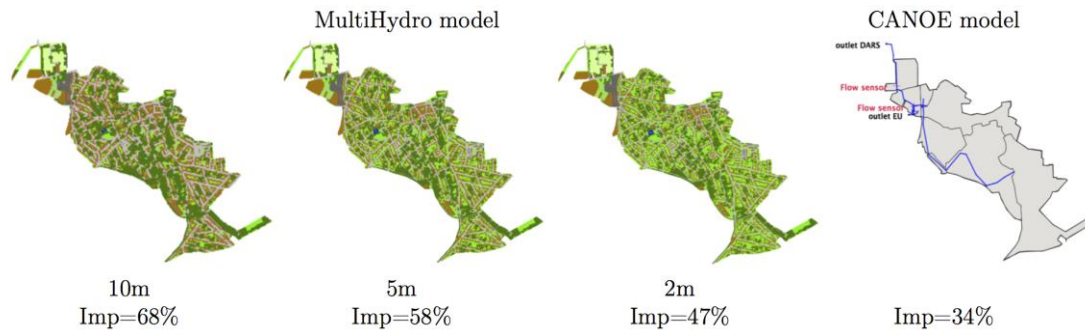 MultiHydro model
CANOE model
outlet DARS
Flow sensor
Flow sensor
outlet EU
10m
5m
2m
Imp=68%
Imp=58%
Imp=47%
Imp=34%